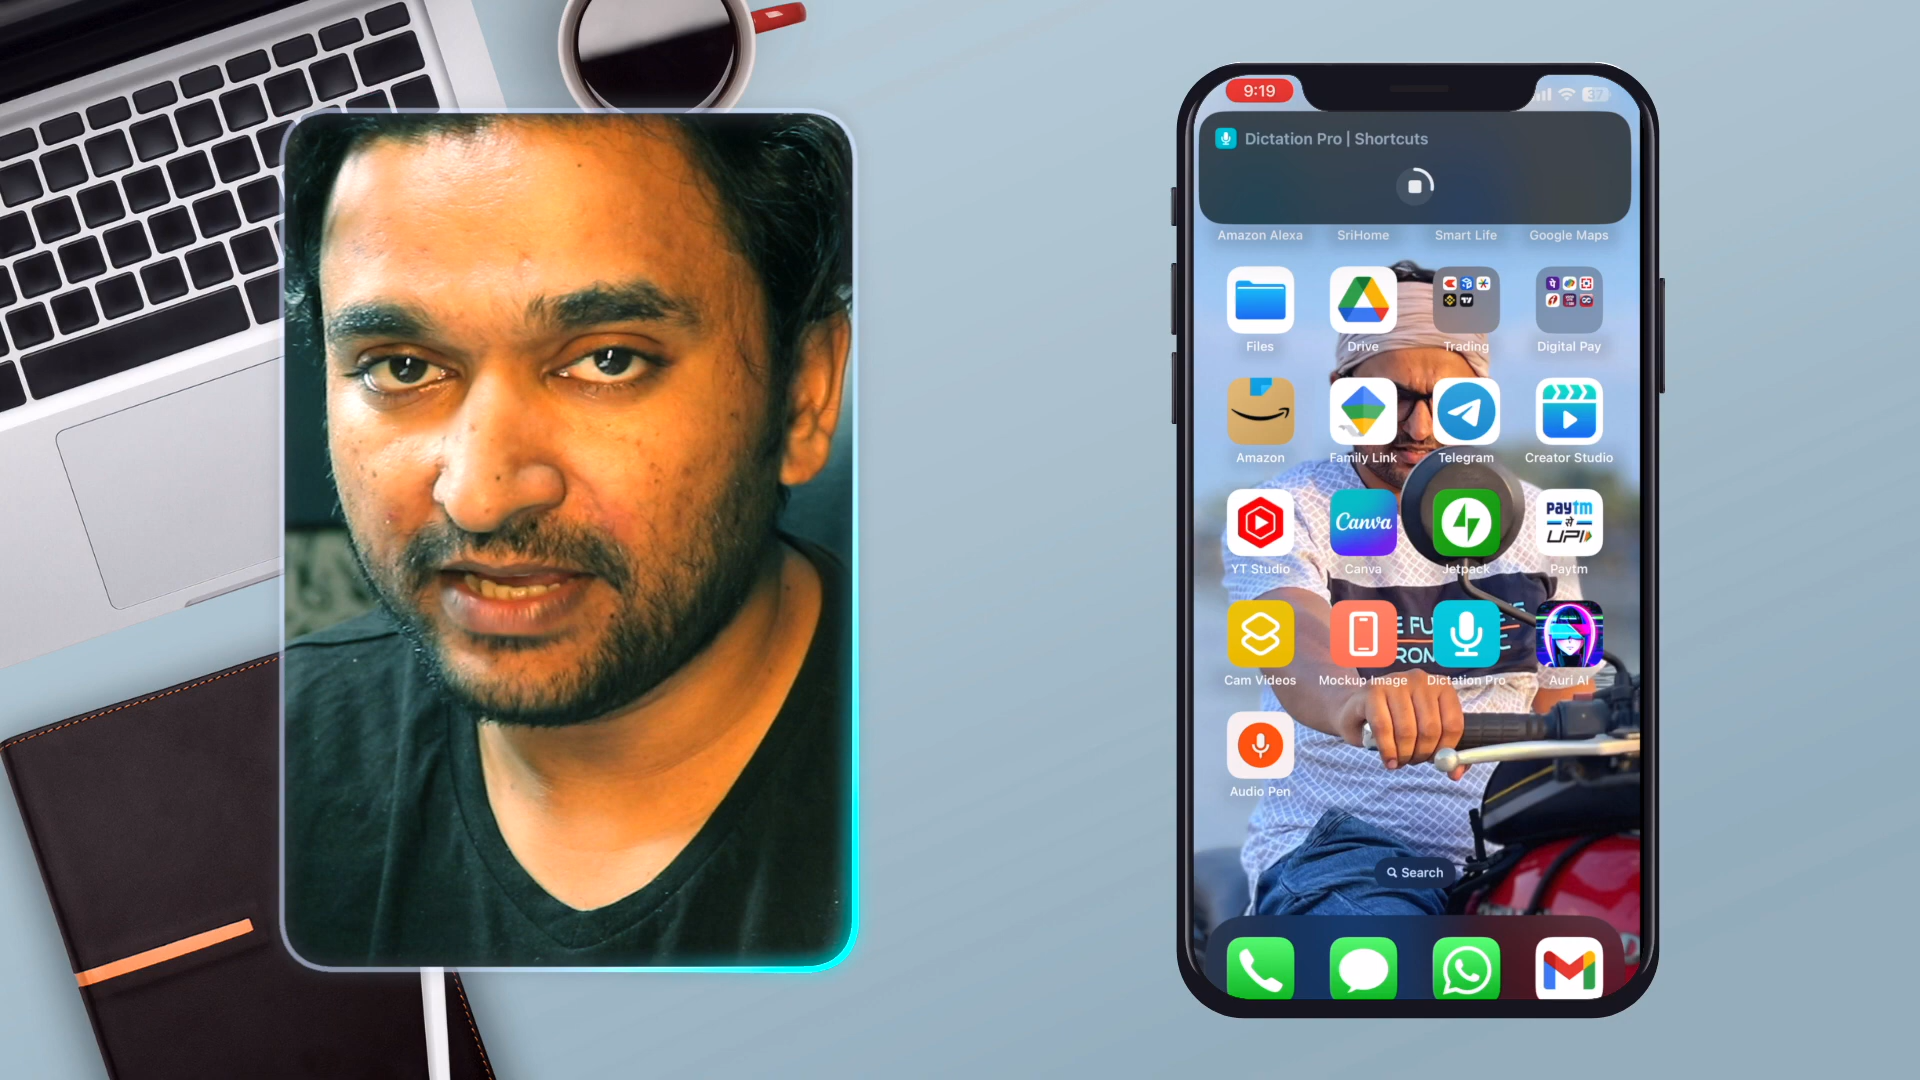 9:19
37
Dictation Pro | Shortcuts
Amazon Alexa
SriHome
Smart Life
Google Maps
Files
Drive
Trading
Digital Pay
Amazon
Family Link
Telegram
Creator Studio
Canva
paytm
से
UPI
YT Studio
Canva
Jetpack
Paytm
Cam Videos
Mockup Image
Dictation Pro
Auri AI
Audio Pen
Search